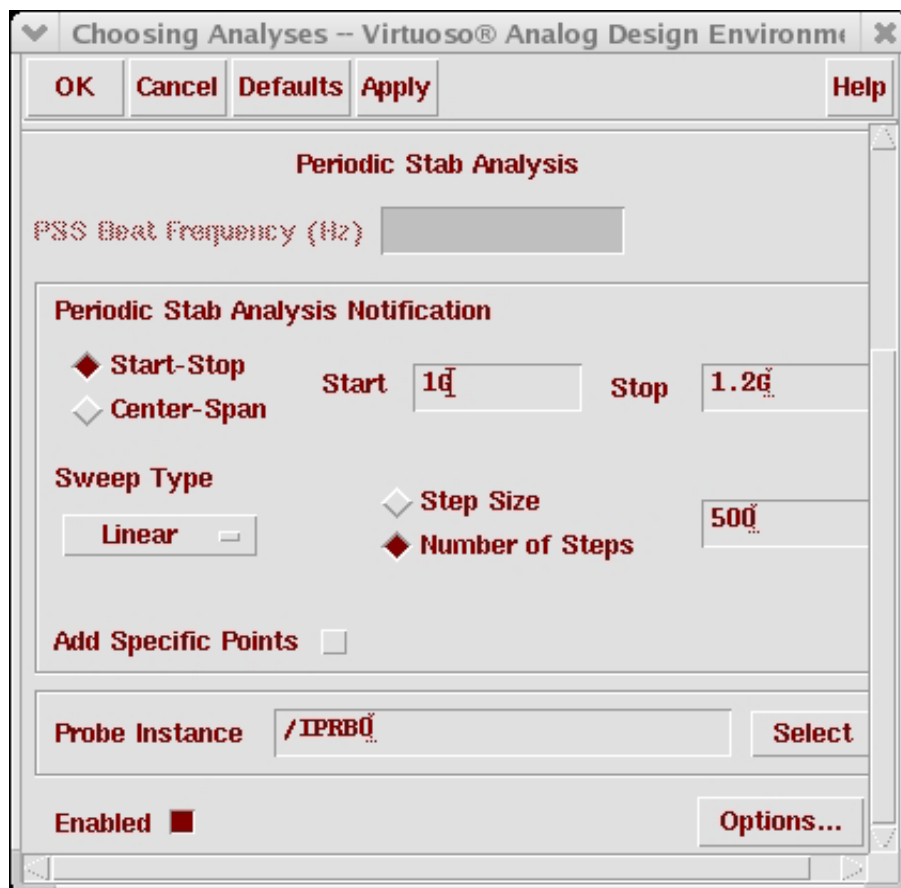 Choosing Analyses -- Virtuoso® Analog Design Environme
OK Cancel Defaults Apply Help
Periodic Stab Analysis
PSS Beat Frequency (Hz)
Periodic Stab Analysis Notification
Start-Stop
Center-Span
Start 1G Stop 1.2G
Sweep Type
Linear
Step Size
Number of Steps
500
Add Specific Points
Probe Instance /IPRB0 Select
Enabled Options...